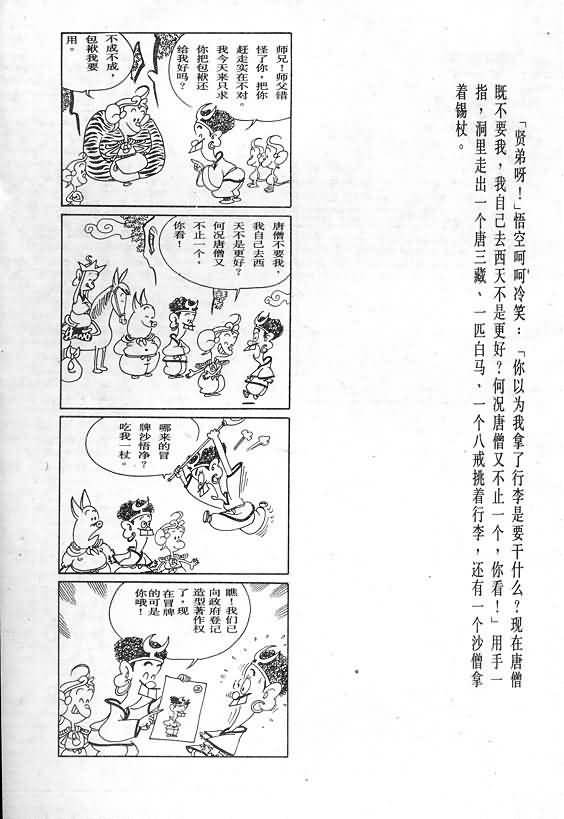 「贤弟呀！」悟空呵呵冷笑：「你以为我拿了行李是要干什么？现在唐僧
既不要我，我自己去西天不是更好？何况唐僧又不止一个，你看！」用手一
指，洞里走出一个唐三藏、一匹白马、一个八戒挑着行李，还有一个沙僧拿
着锡杖。
师兄！师父错
怪了你，把你
赶走实在不对。
我今天来只求
你把包袱还
给我好吗？
不成不成，
包袱我要
用。
唐僧不要我，
我自己去西
天不是更好？
何况唐僧又
不止一个，
你看！
哪来的冒
牌沙悟净？
吃我一杖。
瞧！我们已
向政府登记
造型著作权
了，现
在冒牌
的可是
你哦！